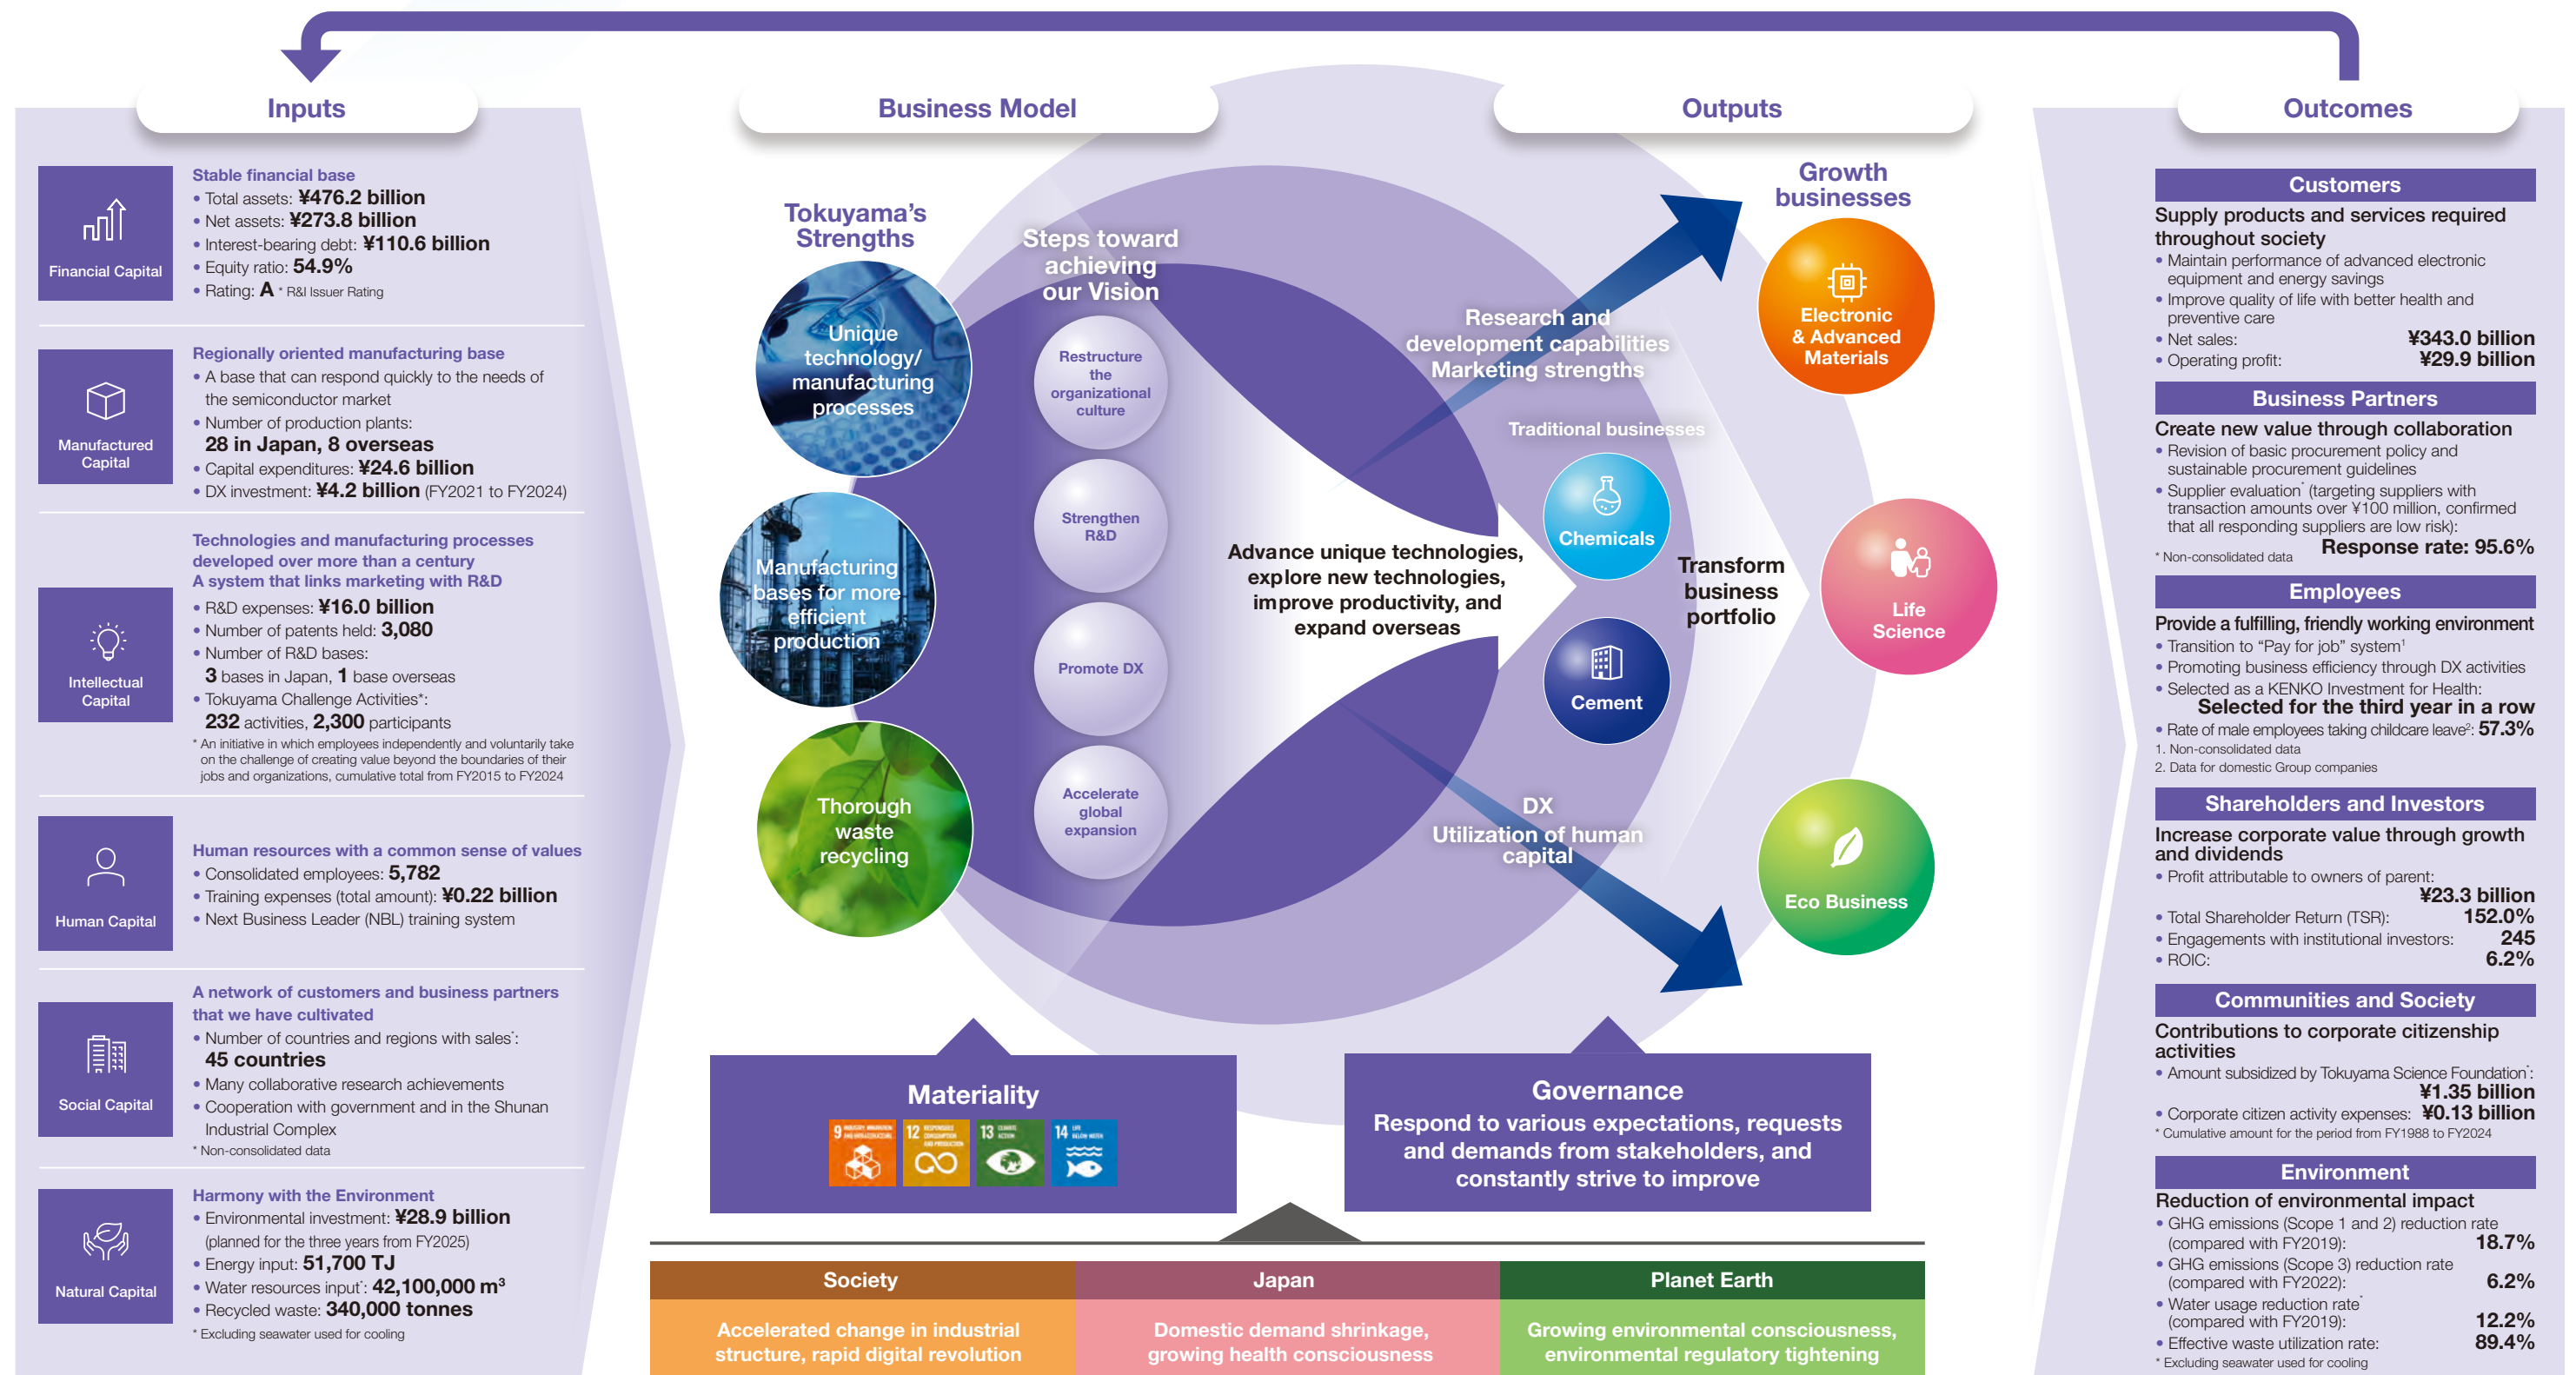 Inputs
Financial Capital
Stable financial base
• Total assets: ¥476.2 billion
• Net assets: ¥273.8 billion
• Interest-bearing debt: ¥110.6 billion
• Equity ratio: 54.9%
• Rating: A * R&I Issuer Rating
Manufactured
Capital
Regionally oriented manufacturing base
• A base that can respond quickly to the needs of
the semiconductor market
• Number of production plants:
28 in Japan, 8 overseas
• Capital expenditures: ¥24.6 billion
• DX investment: ¥4.2 billion (FY2021 to FY2024)
Intellectual
Capital
Technologies and manufacturing processes
developed over more than a century
A system that links marketing with R&D
• R&D expenses: ¥16.0 billion
• Number of patents held: 3,080
• Number of R&D bases:
3 bases in Japan, 1 base overseas
• Tokuyama Challenge Activities*:
232 activities, 2,300 participants
* An initiative in which employees independently and voluntarily take
on the challenge of creating value beyond the boundaries of their
jobs and organizations, cumulative total from FY2015 to FY2024
Human Capital
Human resources with a common sense of values
• Consolidated employees: 5,782
• Training expenses (total amount): ¥0.22 billion
• Next Business Leader (NBL) training system
Social Capital
A network of customers and business partners
that we have cultivated
• Number of countries and regions with sales*:
45 countries
• Many collaborative research achievements
• Cooperation with government and in the Shunan
Industrial Complex
* Non-consolidated data
Natural Capital
Harmony with the Environment
• Environmental investment: ¥28.9 billion
(planned for the three years from FY2025)
• Energy input: 51,700 TJ
• Water resources input*: 42,100,000 m³
• Recycled waste: 340,000 tonnes
* Excluding seawater used for cooling
Business Model
Tokuyama's
Strengths
Unique
technology/
manufacturing
processes
Manufacturing
bases for more
efficient
production
Thorough
waste
recycling
Steps toward
achieving
our Vision
Restructure
the
organizational
culture
Strengthen
R&D
Promote DX
Accelerate
global
expansion
Advance unique technologies,
explore new technologies,
improve productivity, and
expand overseas
Outputs
Research and
development capabilities
Marketing strengths
Traditional businesses
Chemicals
Cement
DX
Utilization of human
capital
Transform
business
portfolio
Growth
businesses
Electronic
& Advanced
Materials
Life
Science
Eco Business
Materiality
9 INDUSTRY, INNOVATION
AND INFRASTRUCTURE
12 RESPONSIBLE
CONSUMPTION
AND PRODUCTION
13 CLIMATE
ACTION
14 LIFE
BELOW WATER
Governance
Respond to various expectations, requests
and demands from stakeholders, and
constantly strive to improve
Society
Accelerated change in industrial
structure, rapid digital revolution
Japan
Domestic demand shrinkage,
growing health consciousness
Planet Earth
Growing environmental consciousness,
environmental regulatory tightening
Outcomes
Customers
Supply products and services required
throughout society
• Maintain performance of advanced electronic
equipment and energy savings
• Improve quality of life with better health and
preventive care
• Net sales: ¥343.0 billion
• Operating profit: ¥29.9 billion
Business Partners
Create new value through collaboration
• Revision of basic procurement policy and
sustainable procurement guidelines
• Supplier evaluation* (targeting suppliers with
transaction amounts over ¥100 million, confirmed
that all responding suppliers are low risk):
Response rate: 95.6%
* Non-consolidated data
Employees
Provide a fulfilling, friendly working environment
• Transition to “Pay for job” system¹
• Promoting business efficiency through DX activities
• Selected as a KENKO Investment for Health:
Selected for the third year in a row
• Rate of male employees taking childcare leave²: 57.3%
1. Non-consolidated data
2. Data for domestic Group companies
Shareholders and Investors
Increase corporate value through growth
and dividends
• Profit attributable to owners of parent:
¥23.3 billion
• Total Shareholder Return (TSR): 152.0%
• Engagements with institutional investors: 245
• ROIC: 6.2%
Communities and Society
Contributions to corporate citizenship
activities
• Amount subsidized by Tokuyama Science Foundation*:
¥1.35 billion
• Corporate citizen activity expenses: ¥0.13 billion
* Cumulative amount for the period from FY1988 to FY2024
Environment
Reduction of environmental impact
• GHG emissions (Scope 1 and 2) reduction rate
(compared with FY2019): 18.7%
• GHG emissions (Scope 3) reduction rate
(compared with FY2022): 6.2%
• Water usage reduction rate*
(compared with FY2019): 12.2%
• Effective waste utilization rate: 89.4%
* Excluding seawater used for cooling